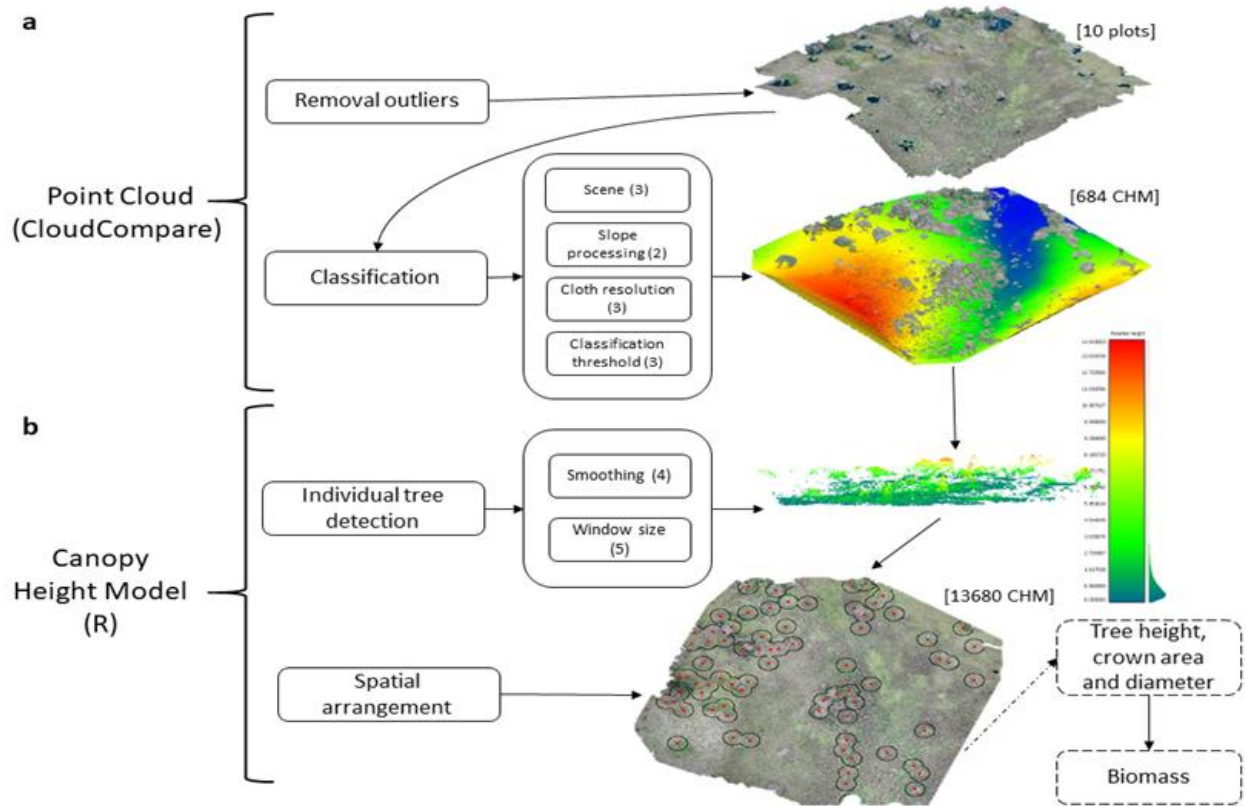 a
[10 plots]
Removal outliers
Point Cloud
(CloudCompare)
Scene (3)
[684 CHM]
Slope
processing (2)
Classification
Cloth resolution
(3)
Classification
threshold (3)
b
Smoothing (4)
Individual tree
detection
Window size
(5)
Canopy
Height Model
(R)
[13680 CHM]
Tree height,
crown area
and diameter
Spatial
arrangement
Biomass